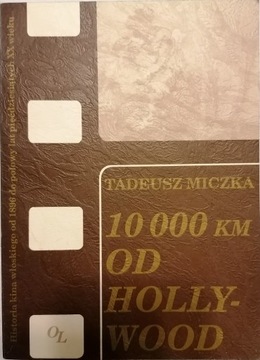 Historia kina włoskiego od 1896 do połowy lat pięćdziesiątych XX wieku
TADEUSZ MICZKA
10 000 KM
OD
HOLLY-
WOOD
OL